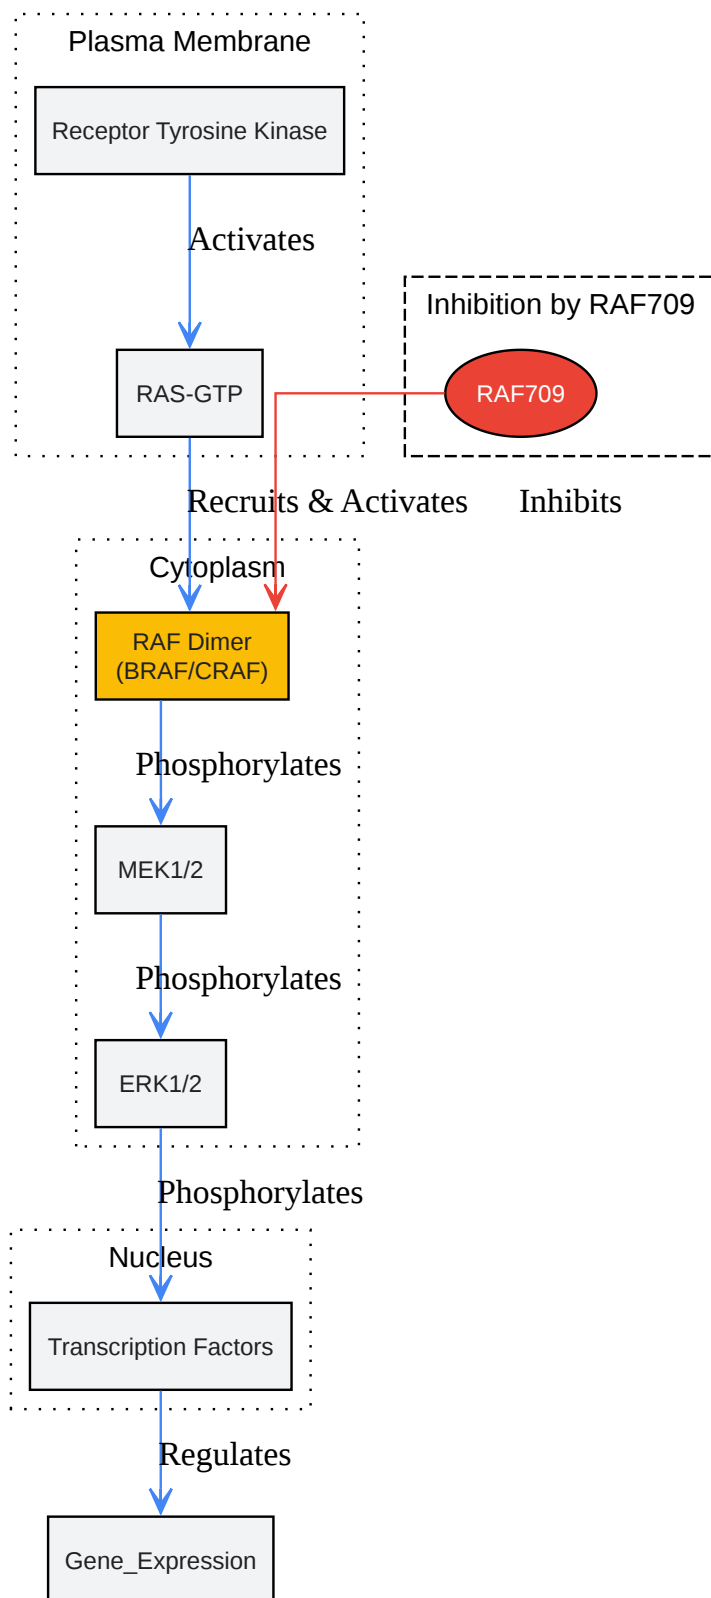 Plasma Membrane
Receptor Tyrosine Kinase
Activates
Inhibition by RAF709
RAS-GTP
RAF709
Recruits & Activates
Inhibits
Cytoplasm
RAF Dimer
(BRAF/CRAF)
Phosphorylates
MEK1/2
Phosphorylates
ERK1/2
Phosphorylates
Nucleus
Transcription Factors
Regulates
Gene_Expression